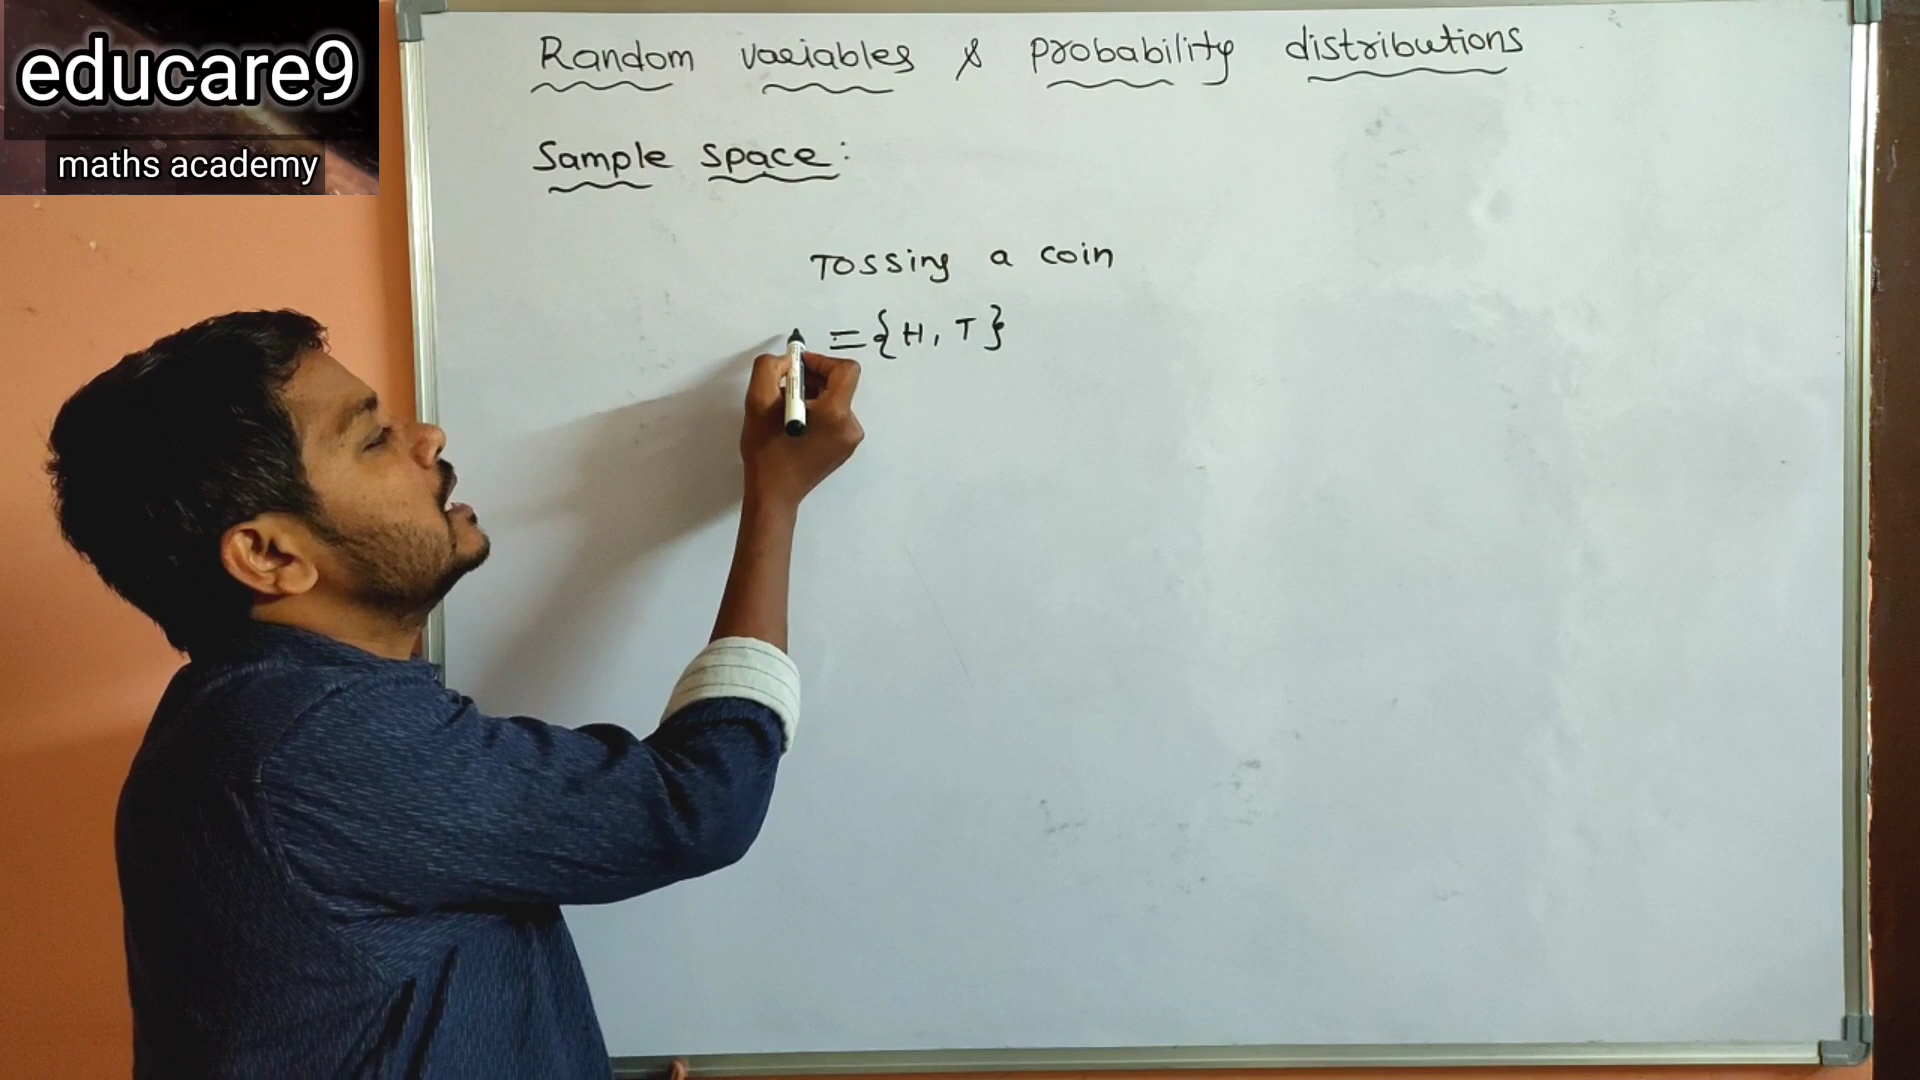 educare9
maths academy
Random variables & probability distributions
Sample space:
Tossing a coin
= {H, T}